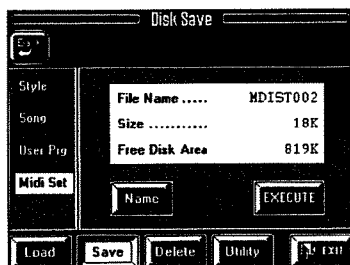 Disk Save
Style
Song
User Prg
Midi Set
File Name ..... MDIST002
Size ........... 18K
Free Disk Area 819K
Name EXECUTE
Load Save Delete Utility EXIT